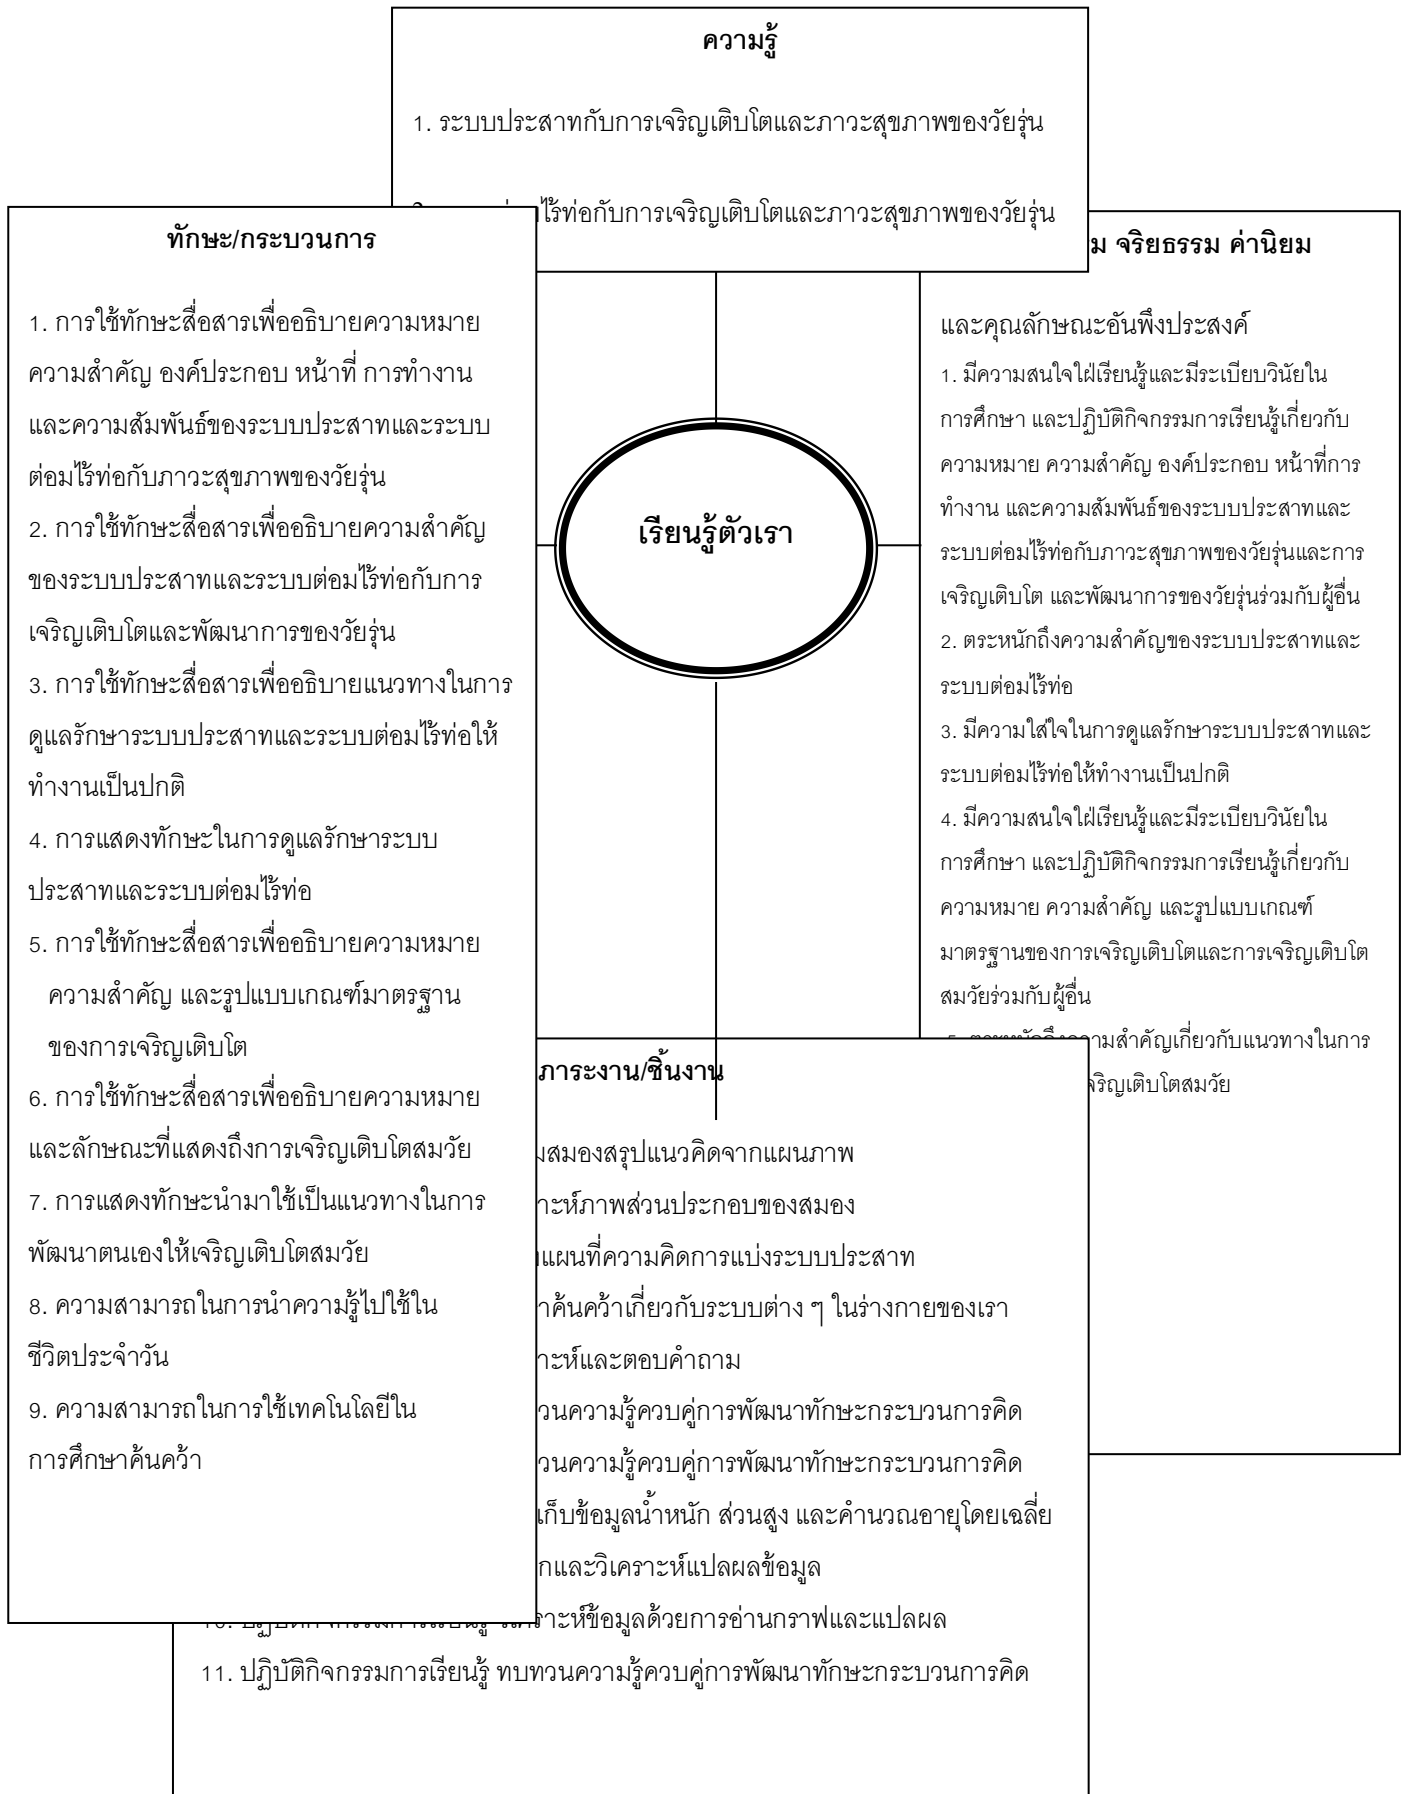 ความรู้
1. ระบบประสาทกับการเจริญเติบโตและภาวะสุขภาพของวัยรุ่น
ไร้ท่อกับการเจริญเติบโตและภาวะสุขภาพของวัยรุ่น
ทักษะ/กระบวนการ
1. การใช้ทักษะสื่อสารเพื่ออธิบายความหมาย
ความสำคัญ องค์ประกอบ หน้าที่ การทำงาน
และความสัมพันธ์ของระบบประสาทและระบบ
ต่อมไร้ท่อกับภาวะสุขภาพของวัยรุ่น
2. การใช้ทักษะสื่อสารเพื่ออธิบายความสำคัญ
ของระบบประสาทและระบบต่อมไร้ท่อกับการ
เจริญเติบโตและพัฒนาการของวัยรุ่น
3. การใช้ทักษะสื่อสารเพื่ออธิบายแนวทางในการ
ดูแลรักษาระบบประสาทและระบบต่อมไร้ท่อให้
ทำงานเป็นปกติ
4. การแสดงทักษะในการดูแลรักษาระบบ
ประสาทและระบบต่อมไร้ท่อ
5. การใช้ทักษะสื่อสารเพื่ออธิบายความหมาย
ความสำคัญ และรูปแบบเกณฑ์มาตรฐาน
ของการเจริญเติบโต
6. การใช้ทักษะสื่อสารเพื่ออธิบายความหมาย
และลักษณะที่แสดงถึงการเจริญเติบโตสมวัย
7. การแสดงทักษะนำมาใช้เป็นแนวทางในการ
พัฒนาตนเองให้เจริญเติบโตสมวัย
8. ความสามารถในการนำความรู้ไปใช้ใน
ชีวิตประจำวัน
9. ความสามารถในการใช้เทคโนโลยีใน
การศึกษาค้นคว้า
เรียนรู้ตัวเรา
ม จริยธรรม ค่านิยม
และคุณลักษณะอันพึงประสงค์
1. มีความสนใจใฝ่เรียนรู้และมีระเบียบวินัยใน
การศึกษา และปฏิบัติกิจกรรมการเรียนรู้เกี่ยวกับ
ความหมาย ความสำคัญ องค์ประกอบ หน้าที่การ
ทำงาน และความสัมพันธ์ของระบบประสาทและ
ระบบต่อมไร้ท่อกับภาวะสุขภาพของวัยรุ่นและการ
เจริญเติบโต และพัฒนาการของวัยรุ่นร่วมกับผู้อื่น
2. ตระหนักถึงความสำคัญของระบบประสาทและ
ระบบต่อมไร้ท่อ
3. มีความใส่ใจในการดูแลรักษาระบบประสาทและ
ระบบต่อมไร้ท่อให้ทำงานเป็นปกติ
4. มีความสนใจใฝ่เรียนรู้และมีระเบียบวินัยใน
การศึกษา และปฏิบัติกิจกรรมการเรียนรู้เกี่ยวกับ
ความหมาย ความสำคัญ และรูปแบบเกณฑ์
มาตรฐานของการเจริญเติบโตและการเจริญเติบโต
สมวัยร่วมกับผู้อื่น
5. ตระหนักถึงความสำคัญเกี่ยวกับแนวทางในการ
จริญเติบโตสมวัย
ภาระงาน/ชิ้นงาน
มสมองสรุปแนวคิดจากแผนภาพ
าะห์ภาพส่วนประกอบของสมอง
แผนที่ความคิดการแบ่งระบบประสาท
าค้นคว้าเกี่ยวกับระบบต่าง ๆ ในร่างกายของเรา
าะห์และตอบคำถาม
วนความรู้ควบคู่การพัฒนาทักษะกระบวนการคิด
วนความรู้ควบคู่การพัฒนาทักษะกระบวนการคิด
เก็บข้อมูลน้ำหนัก ส่วนสูง และคำนวณอายุโดยเฉลี่ย
กและวิเคราะห์แปลผลข้อมูล
10. ปฏิบัติกิจกรรมการเรียนรู้ วิเคราะห์ข้อมูลด้วยการอ่านกราฟและแปลผล
11. ปฏิบัติกิจกรรมการเรียนรู้ ทบทวนความรู้ควบคู่การพัฒนาทักษะกระบวนการคิด